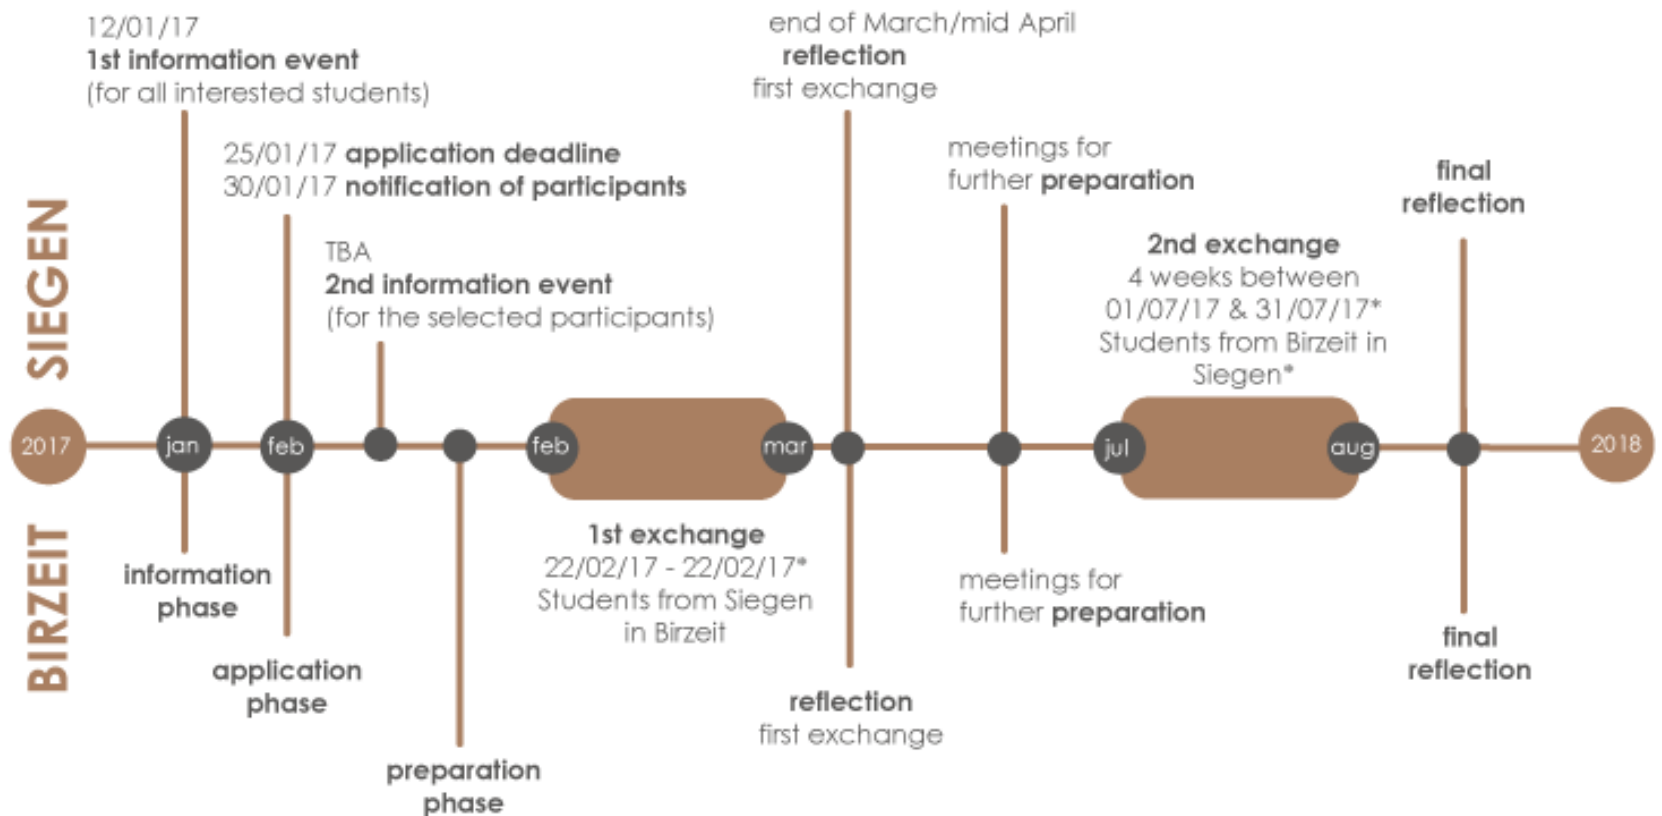 12/01/17
1st information event
(for all interested students)
25/01/17 application deadline
30/01/17 notification of participants
TBA
2nd information event
(for the selected participants)
end of March/mid April
reflection
first exchange
meetings for
further preparation
2nd exchange
4 weeks between
01/07/17 & 31/07/17*
Students from Birzeit in
Siegen*
final
reflection
SIEGEN
2017
jan
feb
feb
mar
jul
aug
2018
BIRZEIT
information
phase
application
phase
preparation
phase
1st exchange
22/02/17 - 22/02/17*
Students from Siegen
in Birzeit
reflection
first exchange
meetings for
further preparation
final
reflection